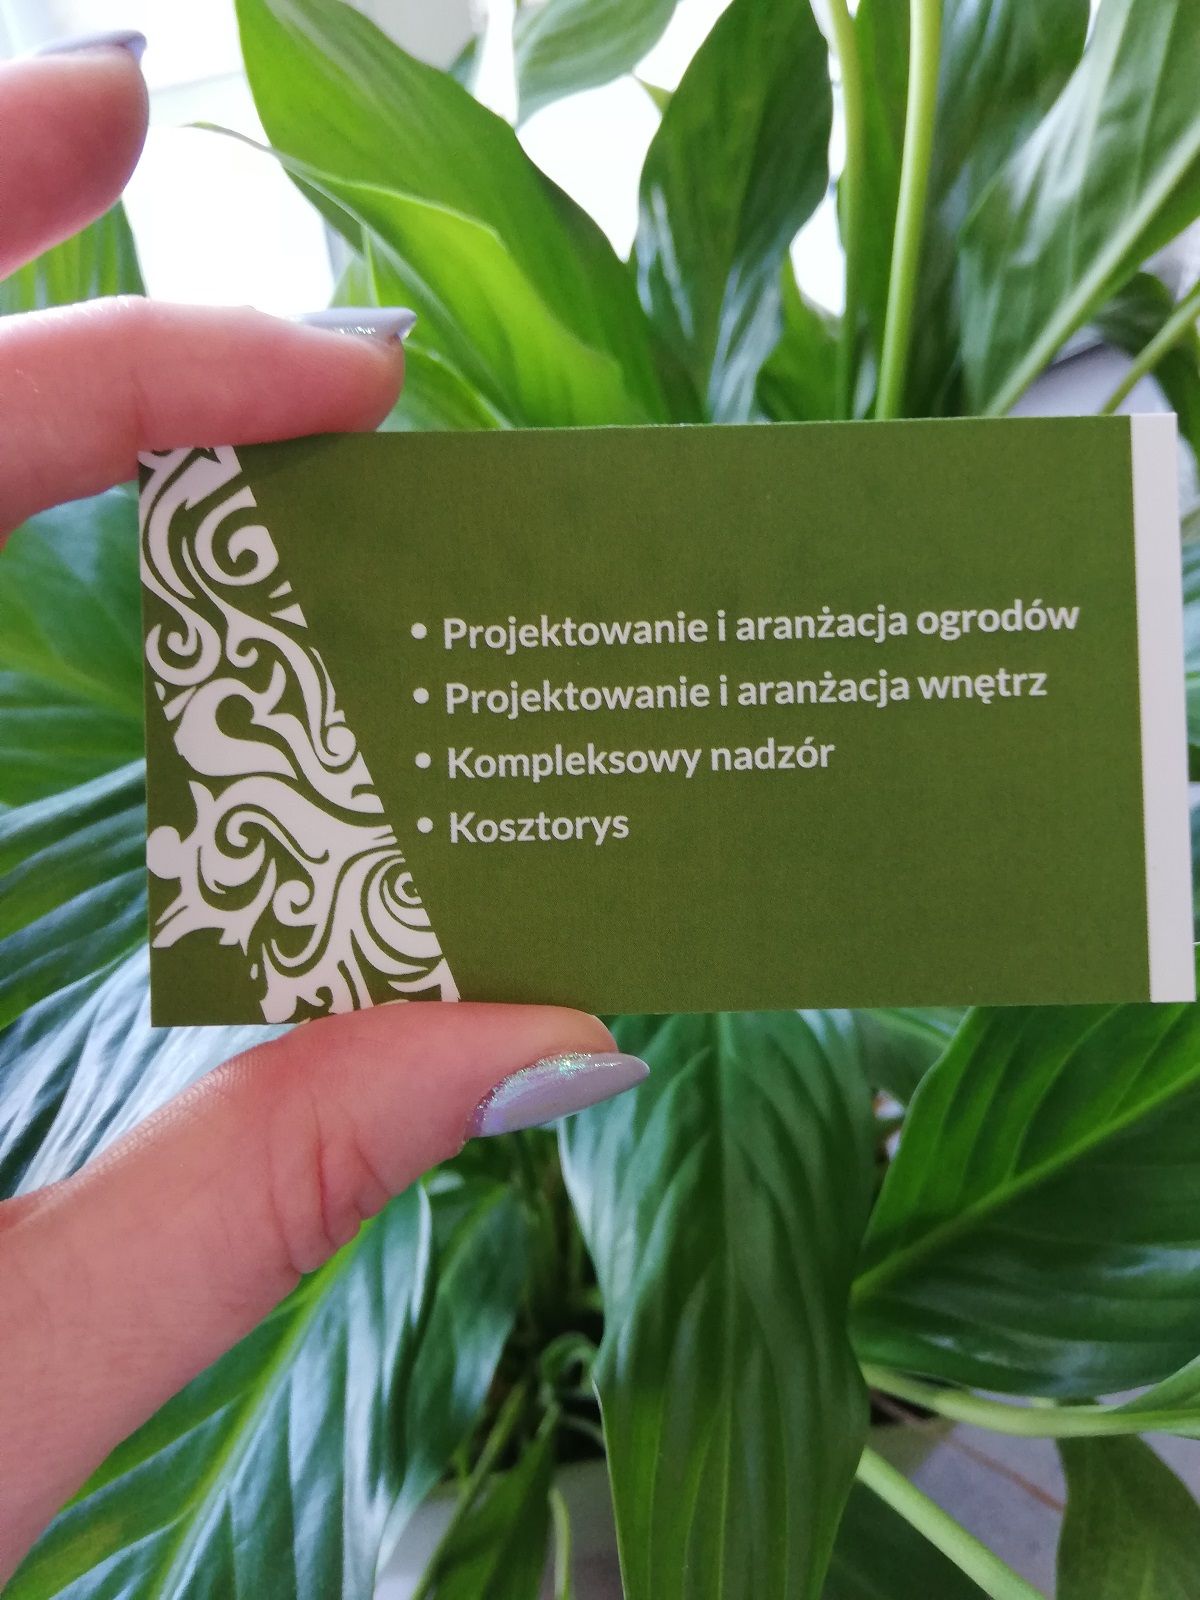 • Projektowanie i aranżacja ogrodów
• Projektowanie i aranżacja wnętrz
• Kompleksowy nadzór
• Kosztorys